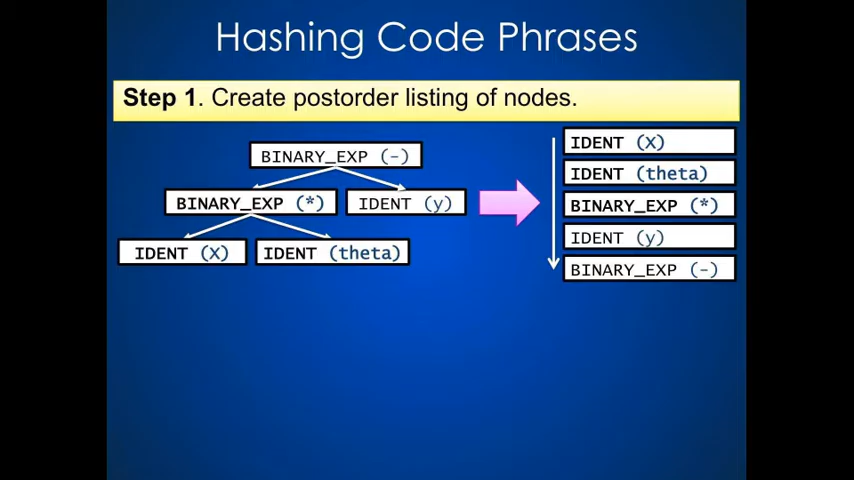 Hashing Code Phrases
Step 1. Create postorder listing of nodes.
BINARY_EXP (-)
BINARY_EXP (*)
IDENT (y)
IDENT (X)
IDENT (theta)
IDENT (X)
IDENT (theta)
BINARY_EXP (*)
IDENT (y)
BINARY_EXP (-)